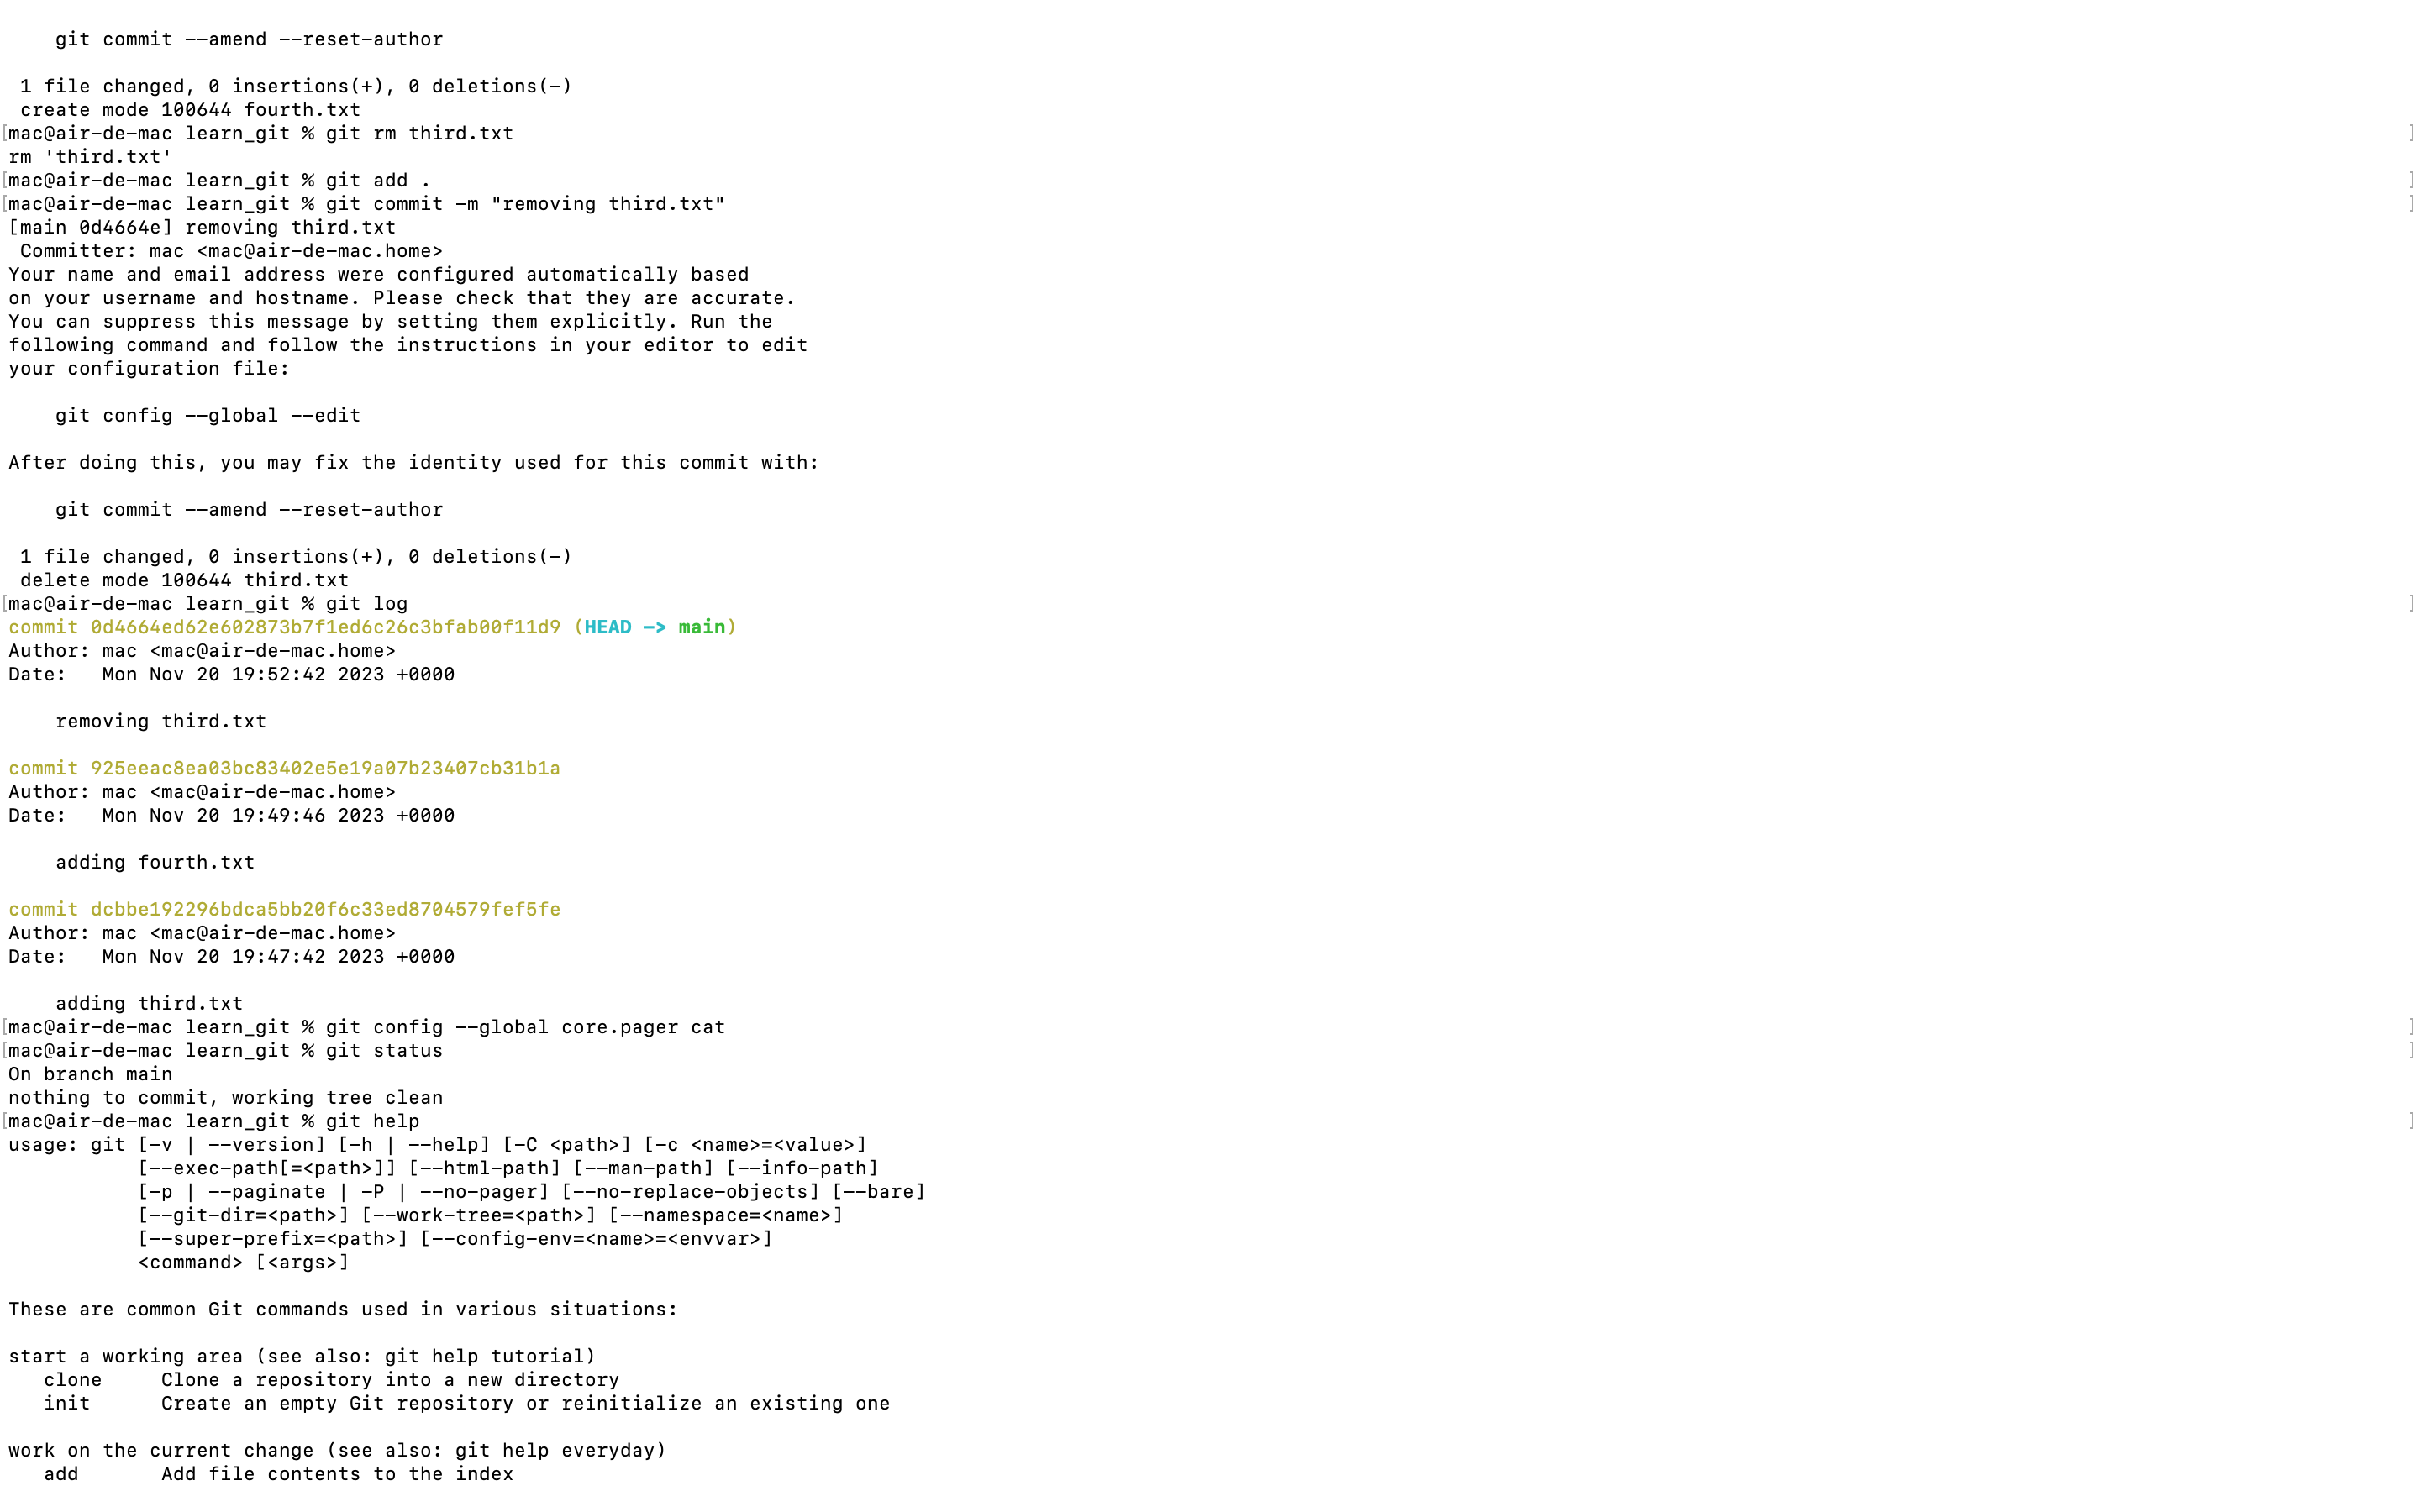 git commit --amend --reset-author
1 file changed, 0 insertions(+), 0 deletions(-)
create mode 100644 fourth.txt
[mac@air-de-mac learn_git % git rm third.txt ]
rm 'third.txt'
[mac@air-de-mac learn_git % git add . ]
[mac@air-de-mac learn_git % git commit -m "removing third.txt" ]
[main 0d4664e] removing third.txt
Committer: mac <mac@air-de-mac.home>
Your name and email address were configured automatically based
on your username and hostname. Please check that they are accurate.
You can suppress this message by setting them explicitly. Run the
following command and follow the instructions in your editor to edit
your configuration file:
git config --global --edit
After doing this, you may fix the identity used for this commit with:
git commit --amend --reset-author
1 file changed, 0 insertions(+), 0 deletions(-)
delete mode 100644 third.txt
[mac@air-de-mac learn_git % git log ]
commit 0d4664ed62e602873b7f1ed6c26c3bfab00f11d9 (HEAD -> main)
Author: mac <mac@air-de-mac.home>
Date:   Mon Nov 20 19:52:42 2023 +0000
removing third.txt
commit 925eeac8ea03bc83402e5e19a07b23407cb31b1a
Author: mac <mac@air-de-mac.home>
Date:   Mon Nov 20 19:49:46 2023 +0000
adding fourth.txt
commit dcbbe192296bdca5bb20f6c33ed8704579fef5fe
Author: mac <mac@air-de-mac.home>
Date:   Mon Nov 20 19:47:42 2023 +0000
adding third.txt
[mac@air-de-mac learn_git % git config --global core.pager cat ]
[mac@air-de-mac learn_git % git status ]
On branch main
nothing to commit, working tree clean
[mac@air-de-mac learn_git % git help ]
usage: git [-v | --version] [-h | --help] [-C <path>] [-c <name>=<value>]
[--exec-path[=<path>]] [--html-path] [--man-path] [--info-path]
[-p | --paginate | -P | --no-pager] [--no-replace-objects] [--bare]
[--git-dir=<path>] [--work-tree=<path>] [--namespace=<name>]
[--super-prefix=<path>] [--config-env=<name>=<envvar>]
<command> [<args>]
These are common Git commands used in various situations:
start a working area (see also: git help tutorial)
clone     Clone a repository into a new directory
init      Create an empty Git repository or reinitialize an existing one
work on the current change (see also: git help everyday)
add       Add file contents to the index